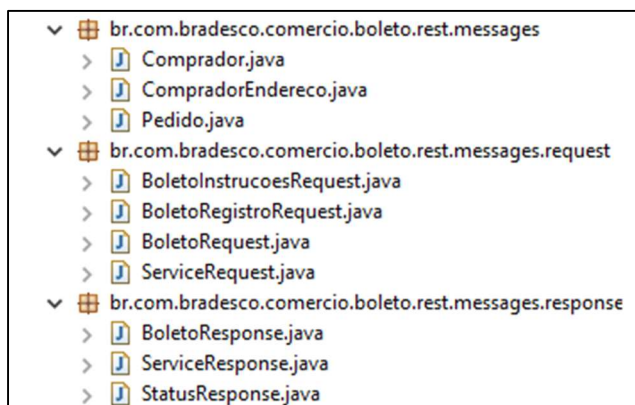 br.com.bradesco.comercio.boleto.rest.messages
Comprador.java
CompradorEndereco.java
Pedido.java
br.com.bradesco.comercio.boleto.rest.messages.request
BoletoInstrucoesRequest.java
BoletoRegistroRequest.java
BoletoRequest.java
ServiceRequest.java
br.com.bradesco.comercio.boleto.rest.messages.response
BoletoResponse.java
ServiceResponse.java
StatusResponse.java